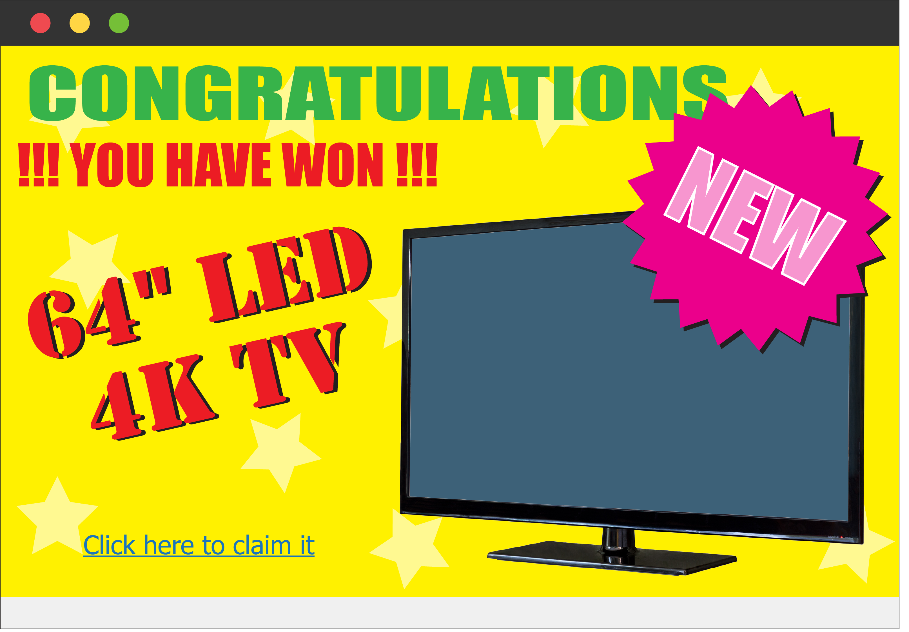 CONGRATULATIONS
!!! YOU HAVE WON !!!
NEW
64" LED
4K TV
Click here to claim it